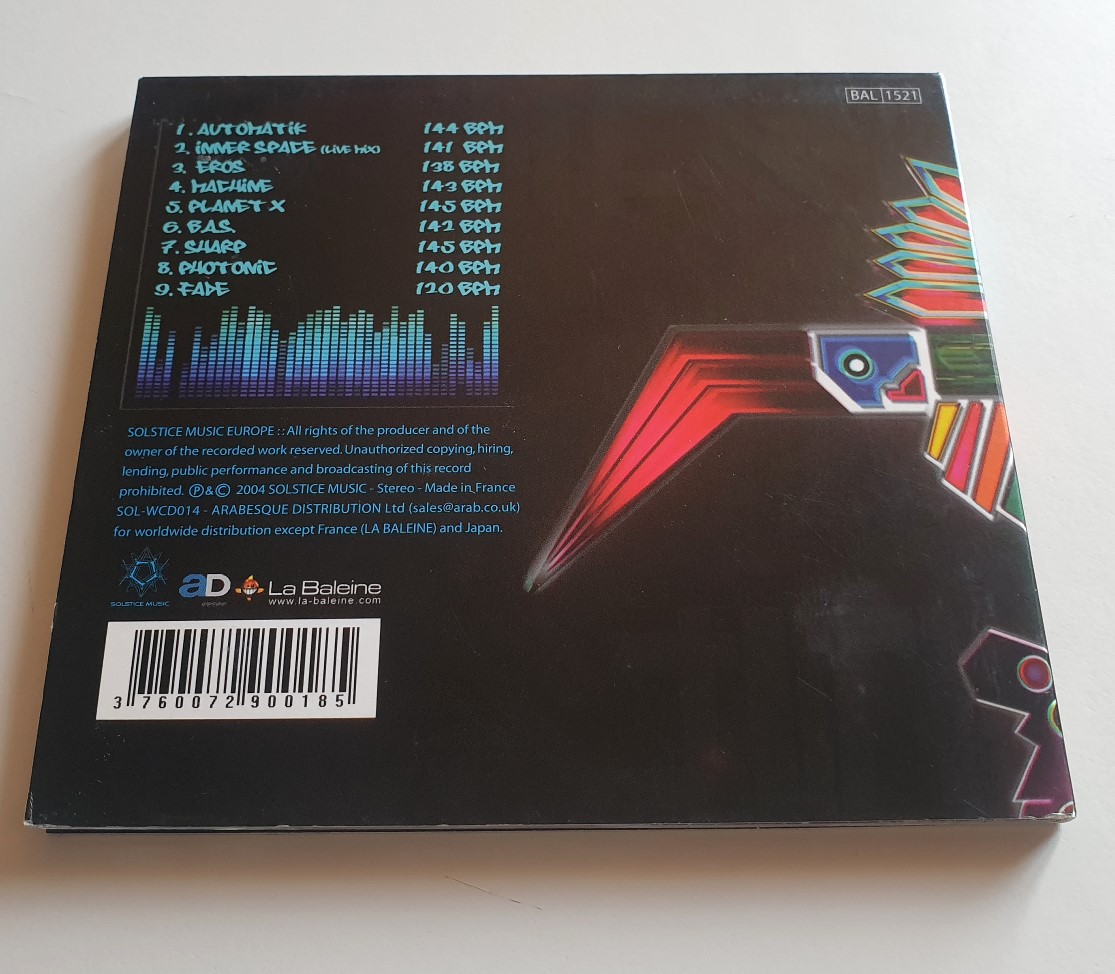 BAL 1521
1. AUTOMATIK 144 BPM
2. INNER SPACE (LIVE MIX) 141 BPM
3. EROS 138 BPM
4. MACHINE 143 BPM
5. PLANET X 145 BPM
6. B.A.S. 142 BPM
7. SHARP 145 BPM
8. PHOTONIC 140 BPM
9. FADE 120 BPM
SOLSTICE MUSIC EUROPE :: All rights of the producer and of the
owner of the recorded work reserved. Unauthorized copying, hiring,
lending, public performance and broadcasting of this record
prohibited. Ⓟ&© 2004 SOLSTICE MUSIC - Stereo - Made in France
SOL-WCD014 - ARABESQUE DISTRIBUTION Ltd (sales@arab.co.uk)
for worldwide distribution except France (LA BALEINE) and Japan.
SOLSTICE MUSIC
aD
La Baleine
www.la-baleine.com
3 760072 900185